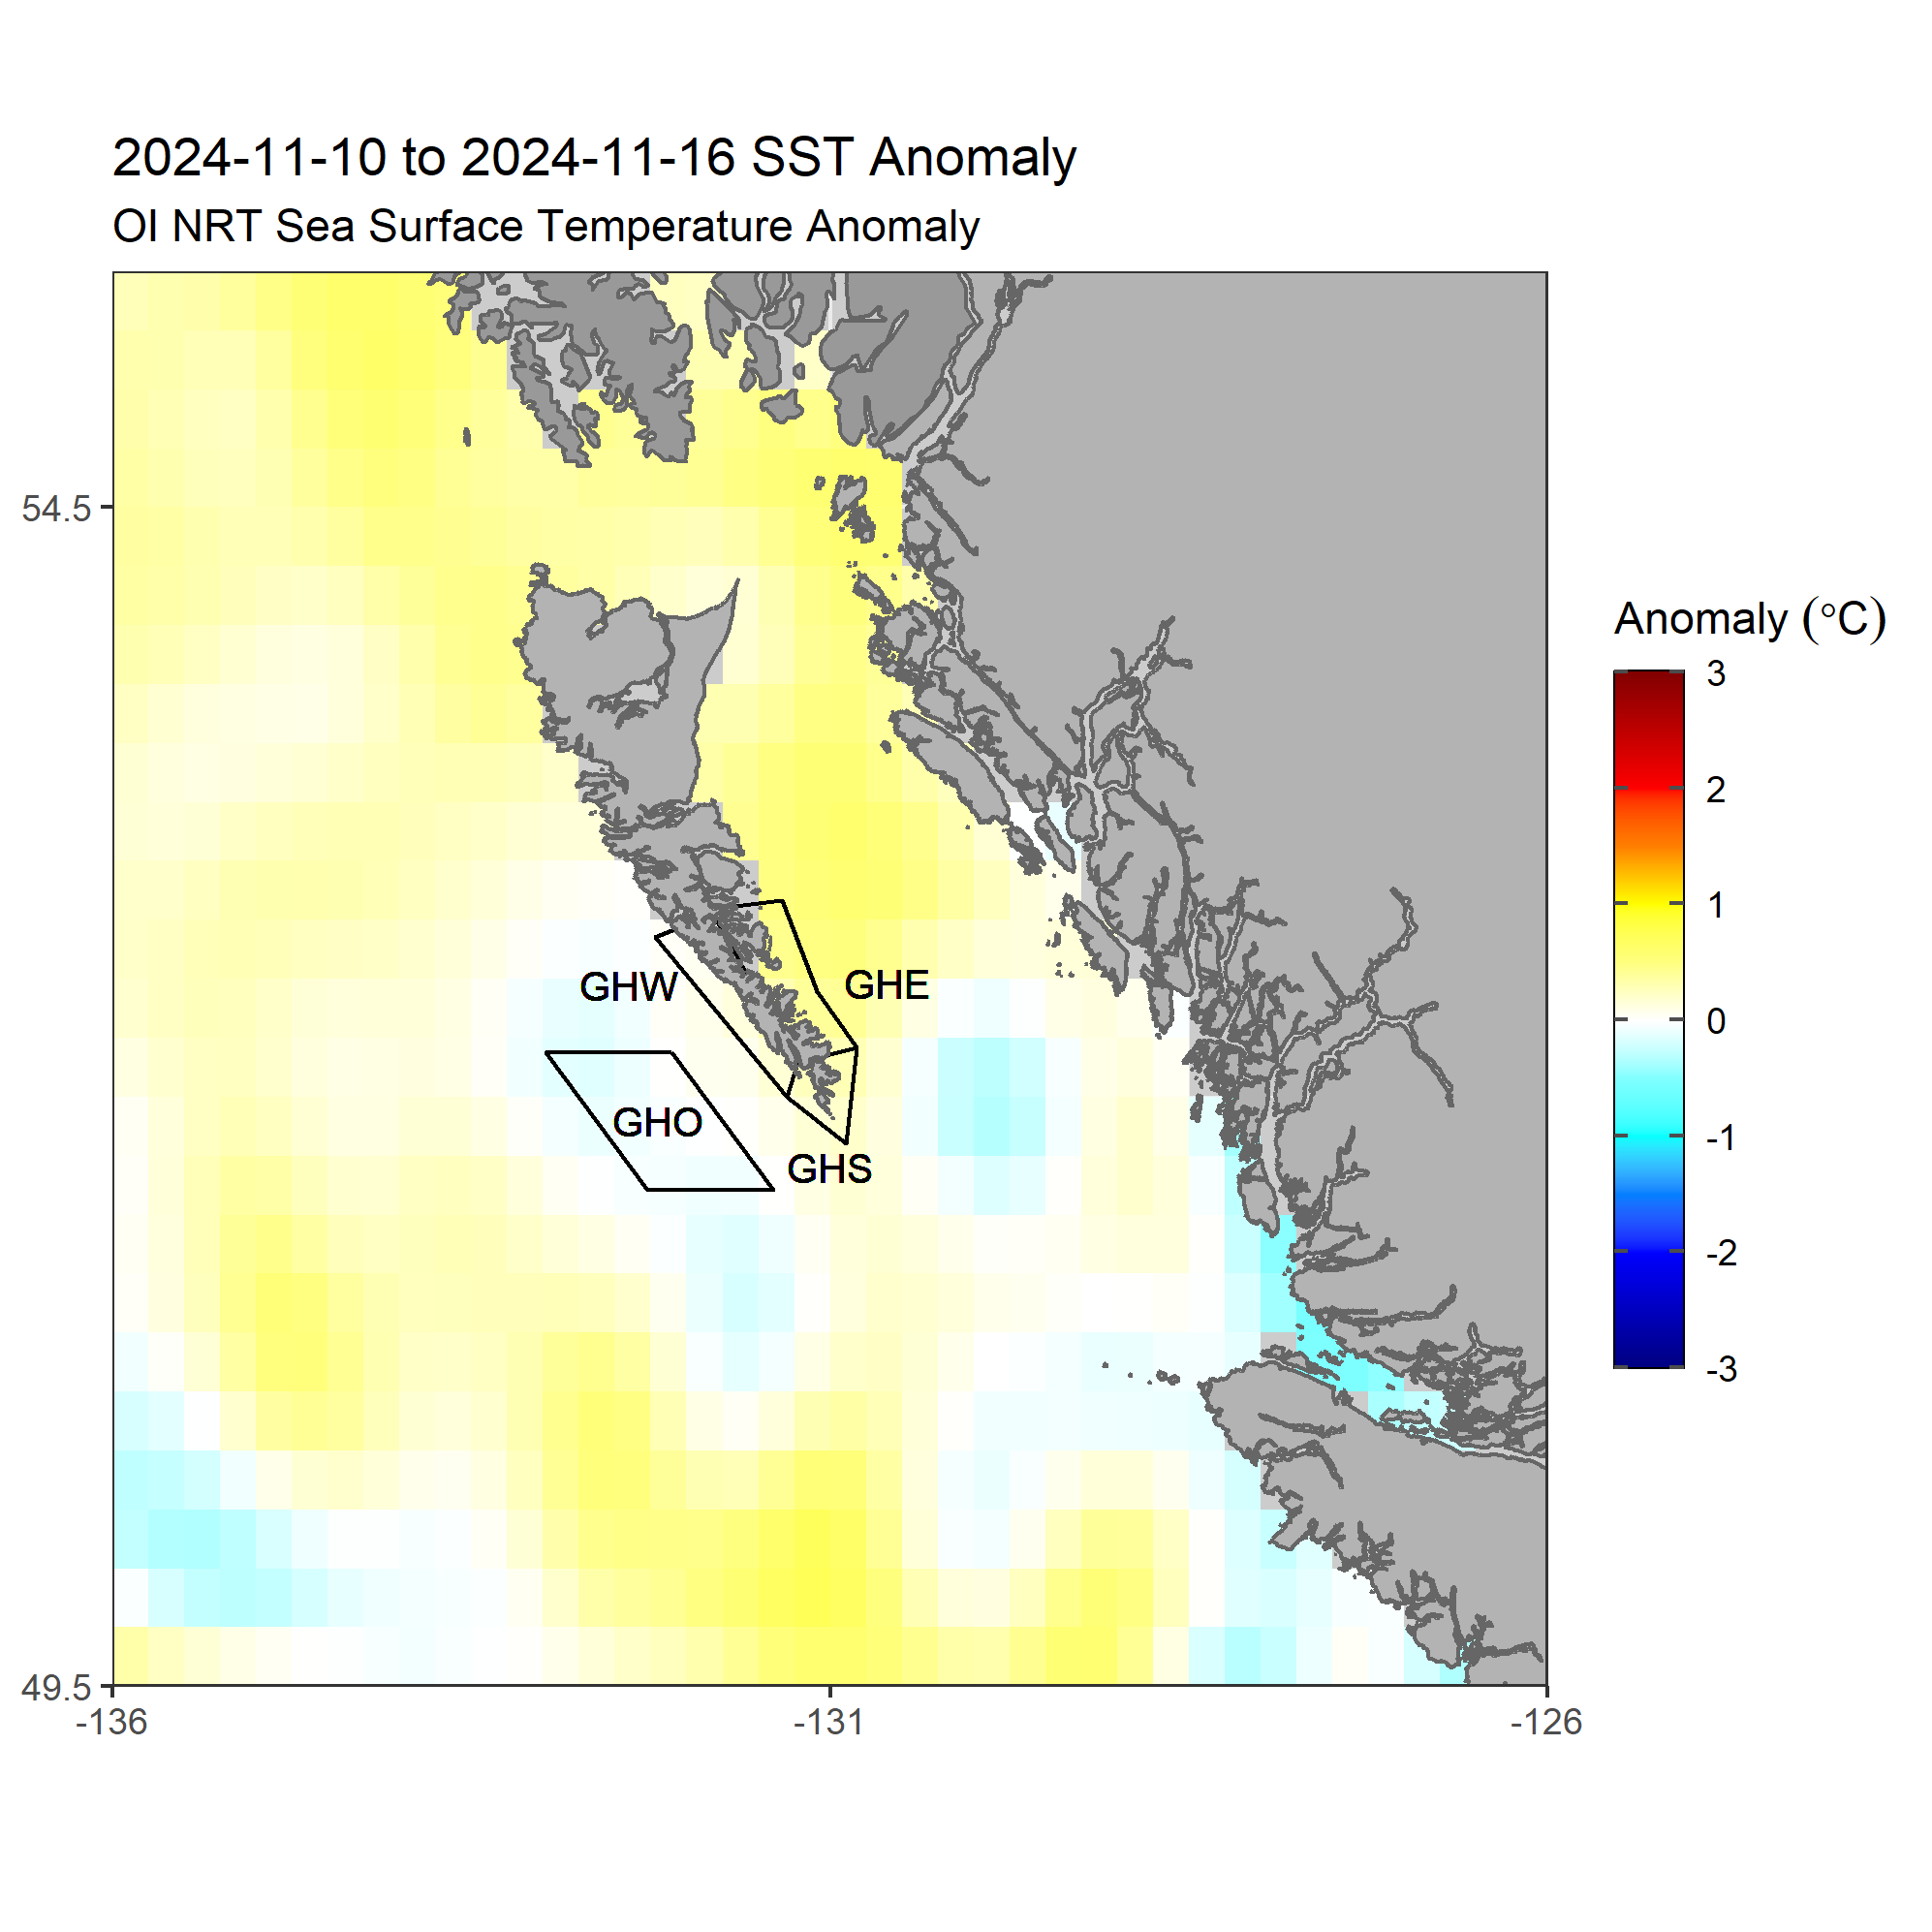 2024-11-10 to 2024-11-16 SST Anomaly
OI NRT Sea Surface Temperature Anomaly
54.5
49.5
-136
-131
-126
GHW
GHE
GHO
GHS
Anomaly (°C)
3
2
1
0
-1
-2
-3